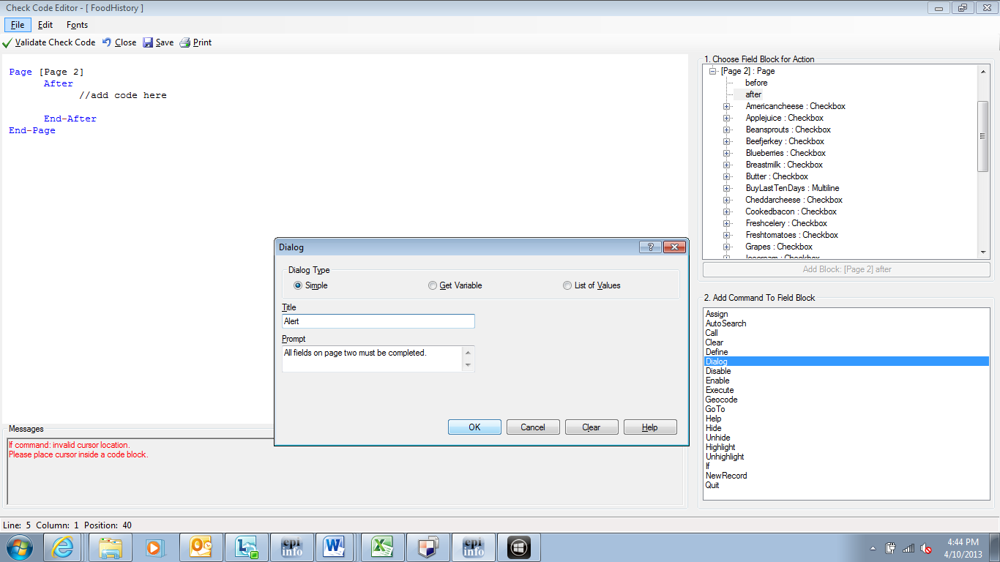 Check Code Editor - [ FoodHistory ]
File Edit Fonts
Validate Check Code Close Save Print
Page [Page 2]
After
//add code here
End-After
End-Page
1. Choose Field Block for Action
[Page 2] : Page
before
after
Americancheese : Checkbox
Applejuice : Checkbox
Beansprouts : Checkbox
Beefjerkey : Checkbox
Blueberries : Checkbox
Breastmilk : Checkbox
Butter : Checkbox
BuyLastTenDays : Multiline
Cheddarcheese : Checkbox
Cookedbacon : Checkbox
Freshcelery : Checkbox
Freshtomatoes : Checkbox
Grapes : Checkbox
Icecream : Checkbox
Add Block: [Page 2] after
2. Add Command To Field Block
Assign
AutoSearch
Call
Clear
Define
Dialog
Disable
Enable
Execute
Geocode
GoTo
Help
Hide
Unhide
Highlight
Unhighlight
If
NewRecord
Quit
Dialog
Dialog Type
Simple Get Variable List of Values
Title
Alert
Prompt
All fields on page two must be completed.
OK Cancel Clear Help
Messages
If command: invalid cursor location.
Please place cursor inside a code block.
Line: 5 Column: 1 Position: 40
epi info
epi info
4:44 PM
4/10/2013